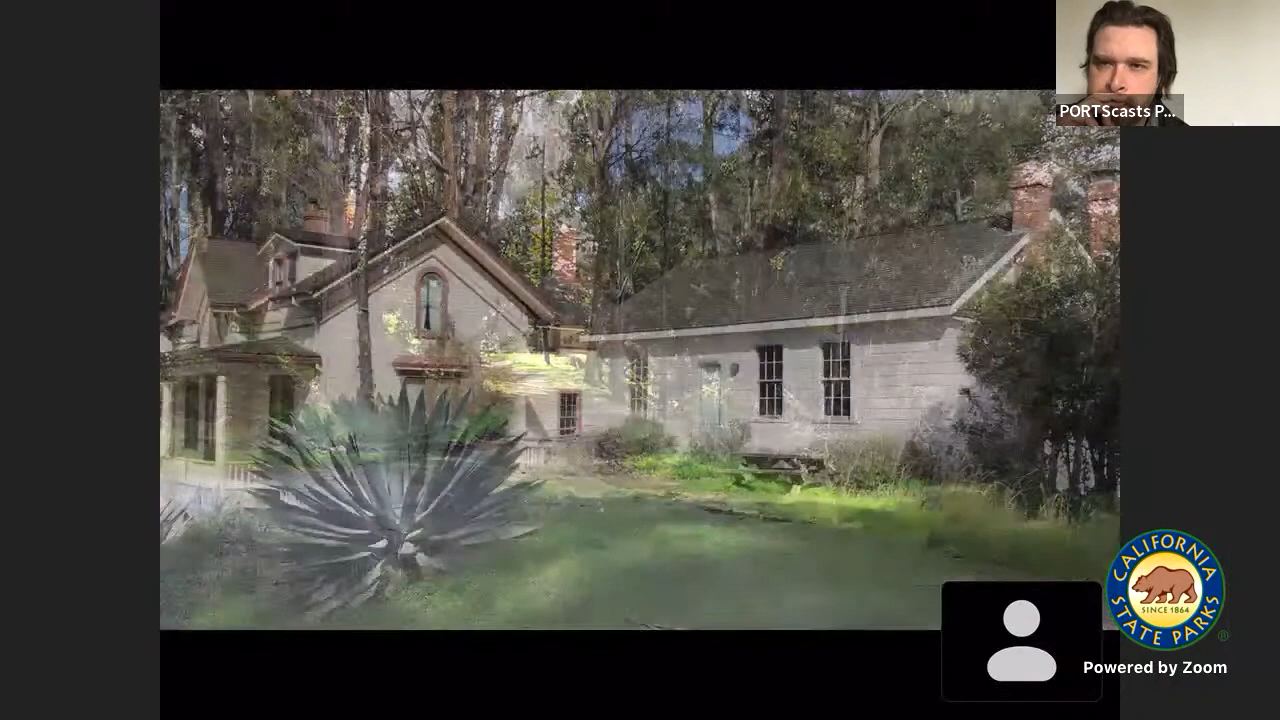 PORTScasts P...
CALIFORNIA
SINCE 1864
STATE PARKS
®
Powered by Zoom